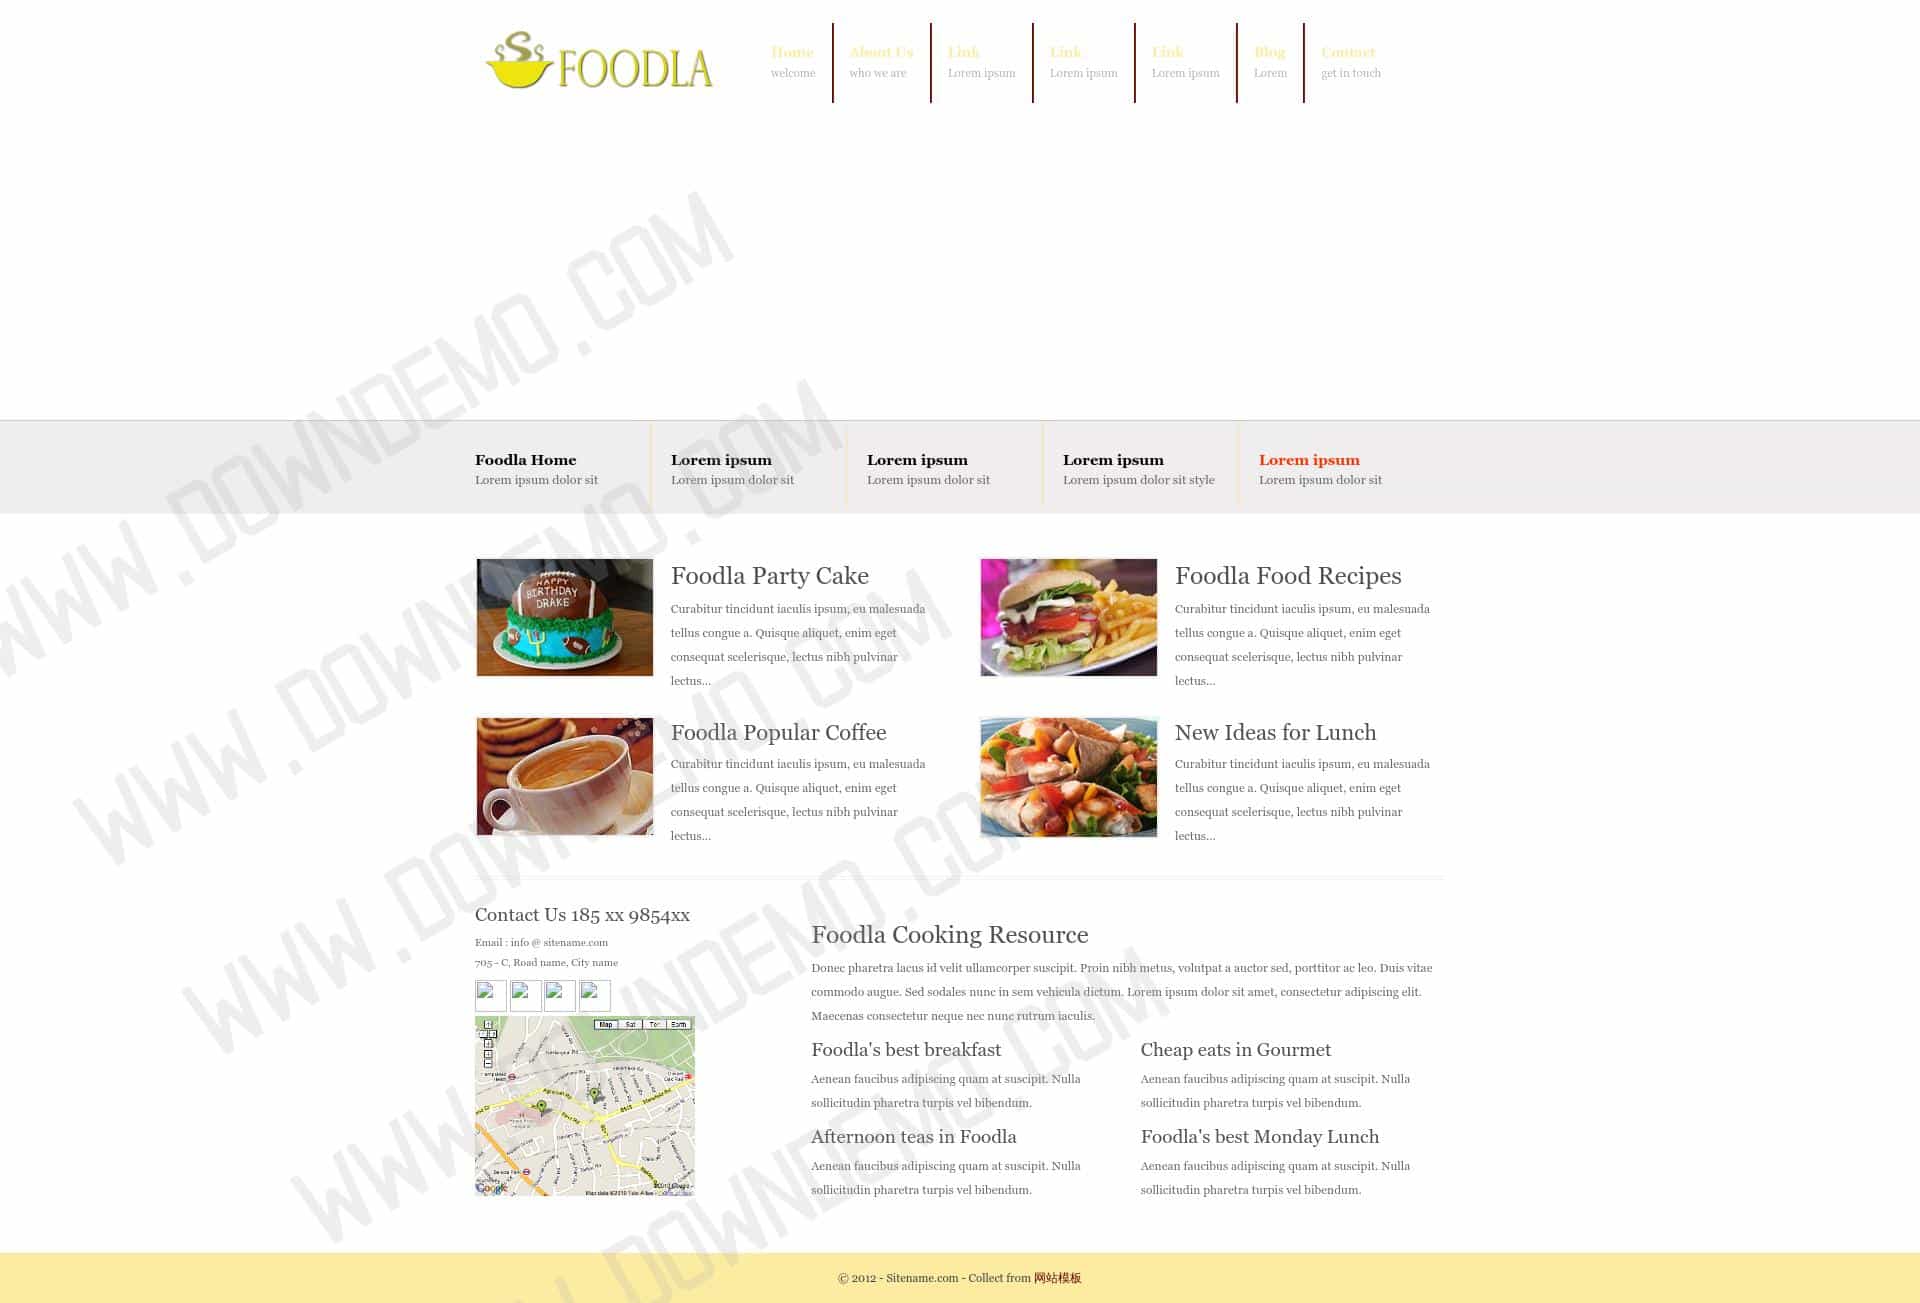 FOODLA
Home
welcome
About Us
who we are
Link
Lorem ipsum
Link
Lorem ipsum
Link
Lorem ipsum
Blog
Lorem
Contact
get in touch
Foodla Home
Lorem ipsum dolor sit
Lorem ipsum
Lorem ipsum dolor sit
Lorem ipsum
Lorem ipsum dolor sit
Lorem ipsum
Lorem ipsum dolor sit style
Lorem ipsum
Lorem ipsum dolor sit
HAPPY
BIRTHDAY
DRAKE
Foodla Party Cake
Curabitur tincidunt iaculis ipsum, eu malesuada
tellus congue a. Quisque aliquet, enim eget
consequat scelerisque, lectus nibh pulvinar
lectus...
Foodla Food Recipes
Curabitur tincidunt iaculis ipsum, eu malesuada
tellus congue a. Quisque aliquet, enim eget
consequat scelerisque, lectus nibh pulvinar
lectus...
Foodla Popular Coffee
Curabitur tincidunt iaculis ipsum, eu malesuada
tellus congue a. Quisque aliquet, enim eget
consequat scelerisque, lectus nibh pulvinar
lectus...
New Ideas for Lunch
Curabitur tincidunt iaculis ipsum, eu malesuada
tellus congue a. Quisque aliquet, enim eget
consequat scelerisque, lectus nibh pulvinar
lectus...
Contact Us 185 xx 9854xx
Email : info @ sitename.com
705 - C, Road name, City name
Map Sat Ter Earth
Google
Foodla Cooking Resource
Donec pharetra lacus id velit ullamcorper suscipit. Proin nibh metus, volutpat a auctor sed, porttitor ac leo. Duis vitae
commodo augue. Sed sodales nunc in sem vehicula dictum. Lorem ipsum dolor sit amet, consectetur adipiscing elit.
Maecenas consectetur neque nec nunc rutrum iaculis.
Foodla's best breakfast
Aenean faucibus adipiscing quam at suscipit. Nulla
sollicitudin pharetra turpis vel bibendum.
Cheap eats in Gourmet
Aenean faucibus adipiscing quam at suscipit. Nulla
sollicitudin pharetra turpis vel bibendum.
Afternoon teas in Foodla
Aenean faucibus adipiscing quam at suscipit. Nulla
sollicitudin pharetra turpis vel bibendum.
Foodla's best Monday Lunch
Aenean faucibus adipiscing quam at suscipit. Nulla
sollicitudin pharetra turpis vel bibendum.
© 2012 - Sitename.com - Collect from 网站模板
WWW.DOWNDEMO.COM
WWW.DOWNDEMO.COM
WWW.DOWNDEMO.COM
WWW.DOWNDEMO.COM
WWW.DOWNDEMO.COM